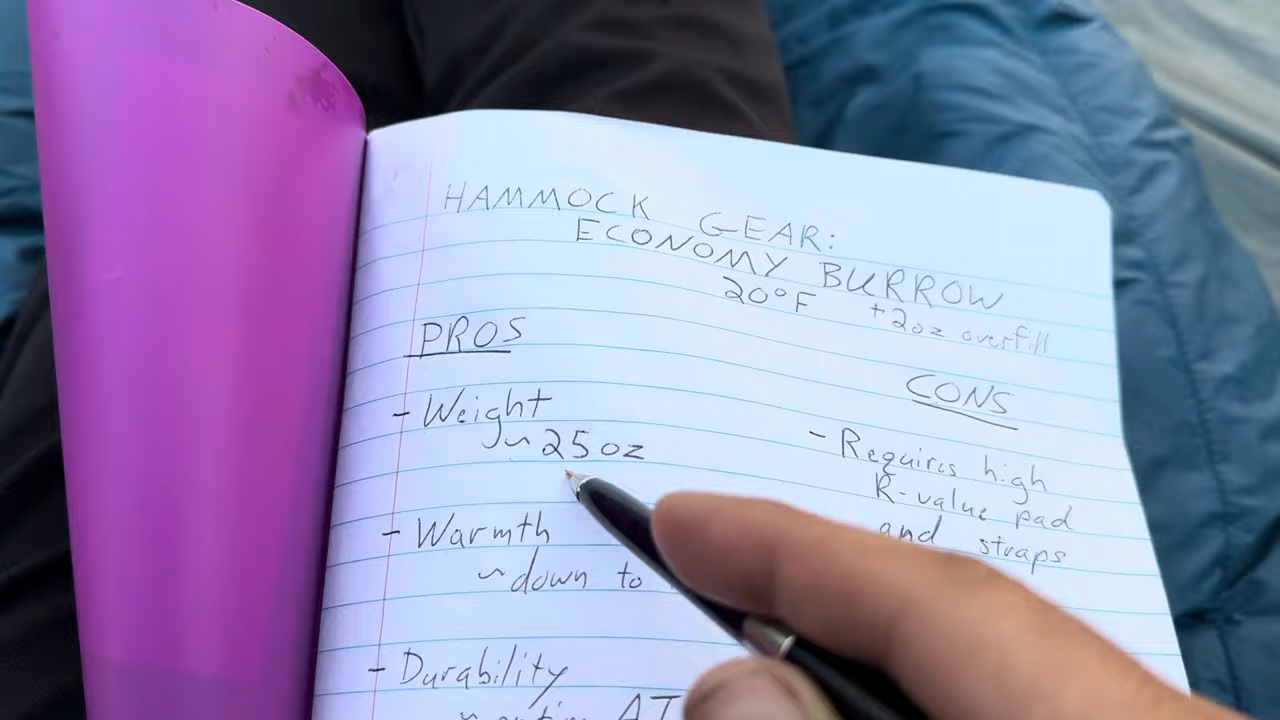 HAMMOCK GEAR:
ECONOMY BURROW
20°F +2oz overfill
PROS
- Weight
~25oz
- Warmth
~down to
- Durability
CONS
- Requires high
R-value pad
and straps